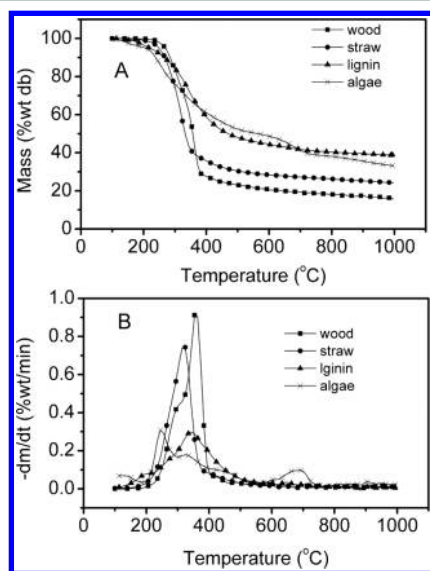 100
80
60
40
20
0
Mass (%wt db)
A
wood
straw
lignin
algae
0 200 400 600 800 1000
Temperature (°C)
1.0
0.8
0.6
0.4
0.2
0.0
-dm/dt (%wt/min)
B
wood
straw
lginin
algae
0 200 400 600 800 1000
Temperature (°C)